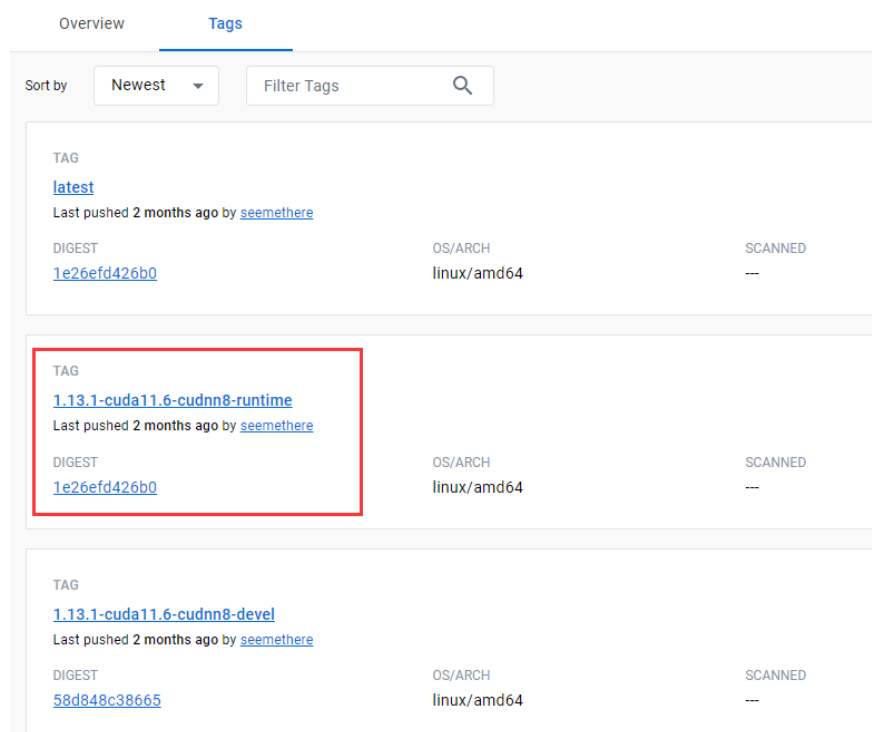 Overview Tags
Sort by Newest Filter Tags
TAG
latest
Last pushed 2 months ago by seemethere
DIGEST OS/ARCH SCANNED
1e26efd426b0 linux/amd64 ---
TAG
1.13.1-cuda11.6-cudnn8-runtime
Last pushed 2 months ago by seemethere
DIGEST OS/ARCH SCANNED
1e26efd426b0 linux/amd64 ---
TAG
1.13.1-cuda11.6-cudnn8-devel
Last pushed 2 months ago by seemethere
DIGEST OS/ARCH SCANNED
58d848c38665 linux/amd64 ---